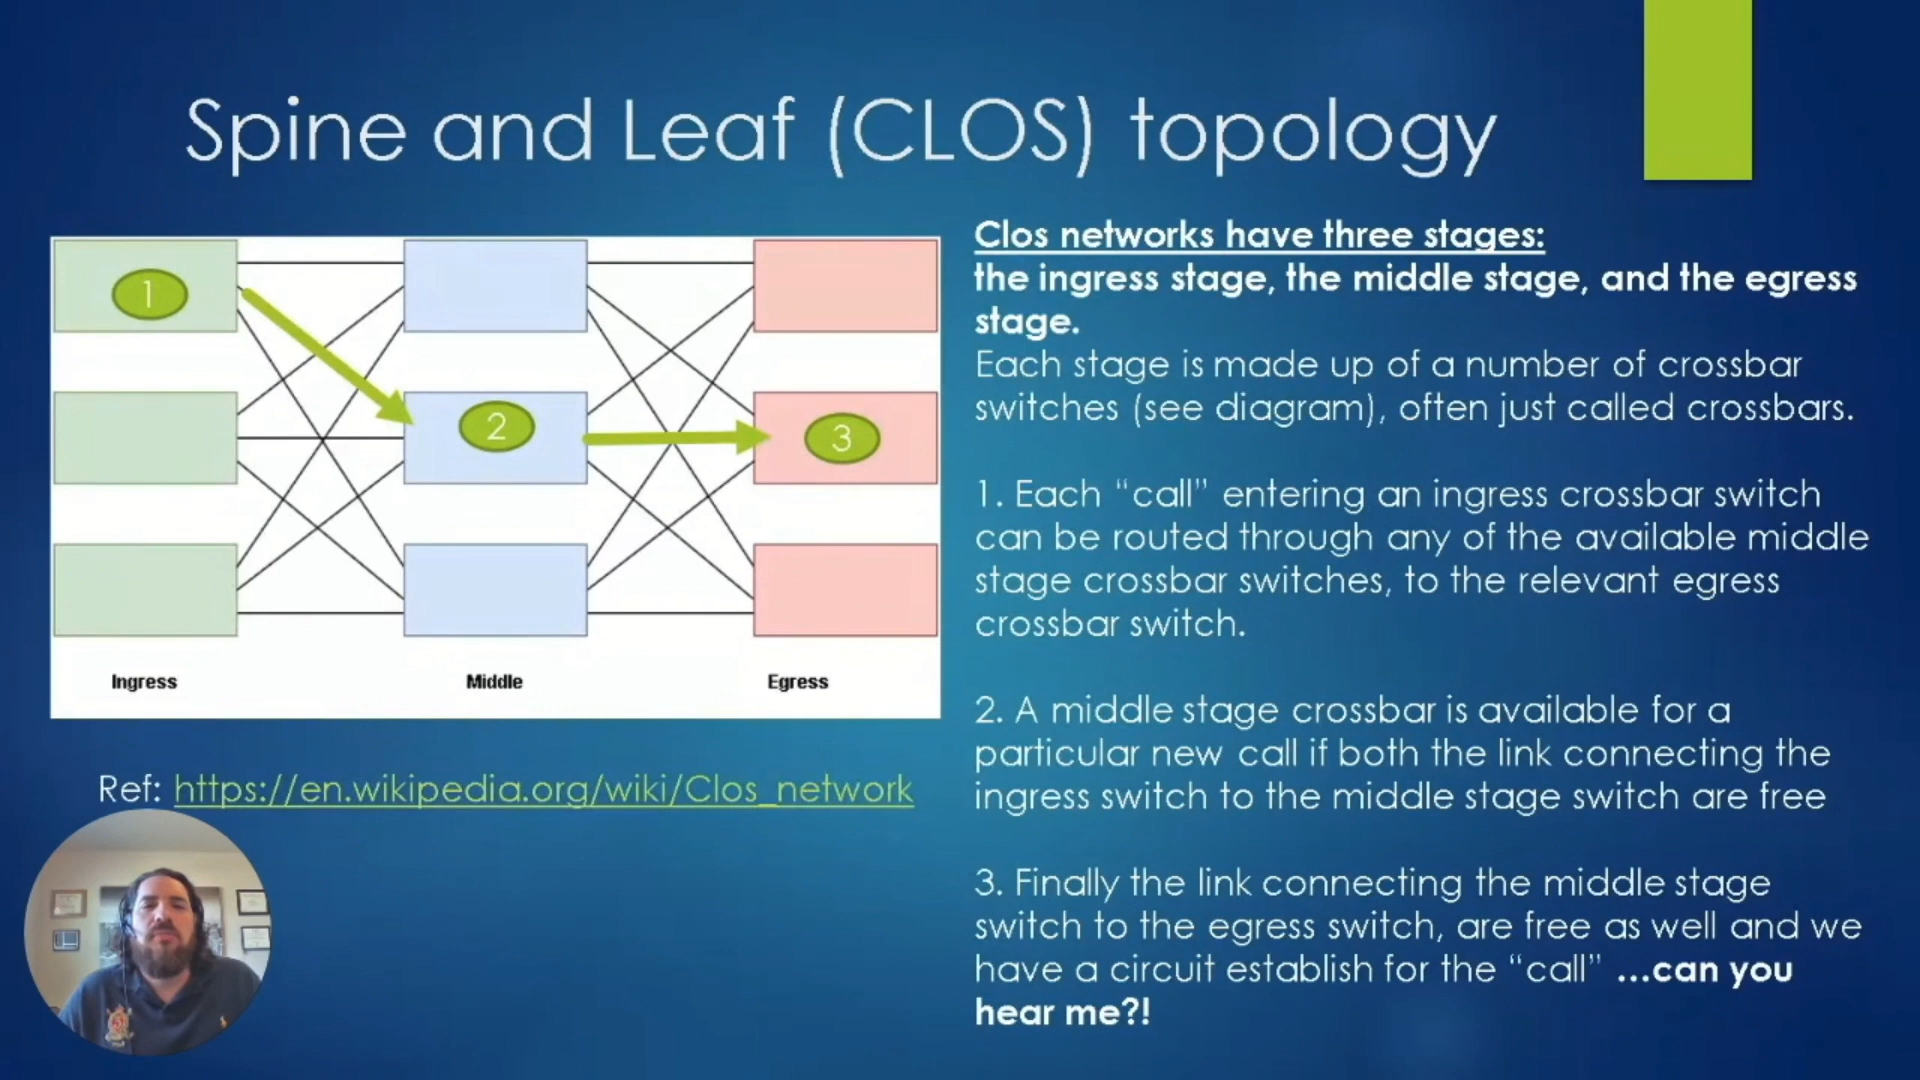 Spine and Leaf (CLOS) topology
1
2
3
Ingress
Middle
Egress
Ref: https://en.wikipedia.org/wiki/Clos_network
Clos networks have three stages:
the ingress stage, the middle stage, and the egress
stage.
Each stage is made up of a number of crossbar
switches (see diagram), often just called crossbars.
1. Each “call” entering an ingress crossbar switch
can be routed through any of the available middle
stage crossbar switches, to the relevant egress
crossbar switch.
2. A middle stage crossbar is available for a
particular new call if both the link connecting the
ingress switch to the middle stage switch are free
3. Finally the link connecting the middle stage
switch to the egress switch, are free as well and we
have a circuit establish for the “call” ...can you
hear me?!